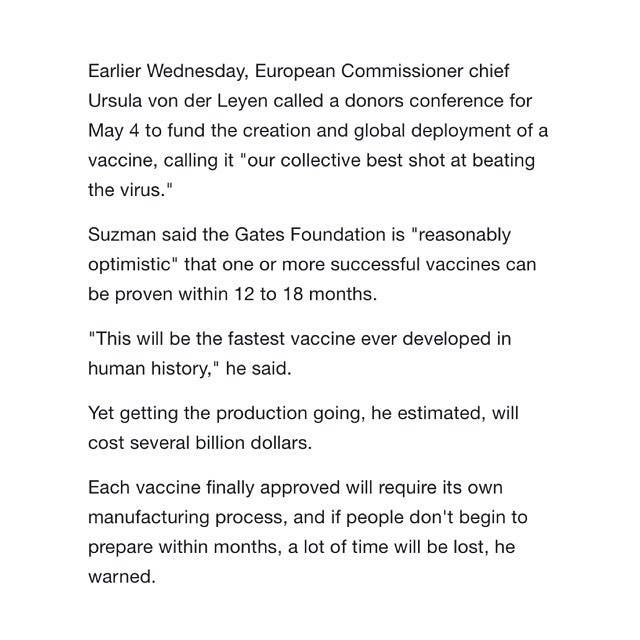 Earlier Wednesday, European Commissioner chief
Ursula von der Leyen called a donors conference for
May 4 to fund the creation and global deployment of a
vaccine, calling it "our collective best shot at beating
the virus."
Suzman said the Gates Foundation is "reasonably
optimistic" that one or more successful vaccines can
be proven within 12 to 18 months.
"This will be the fastest vaccine ever developed in
human history," he said.
Yet getting the production going, he estimated, will
cost several billion dollars.
Each vaccine finally approved will require its own
manufacturing process, and if people don't begin to
prepare within months, a lot of time will be lost, he
warned.